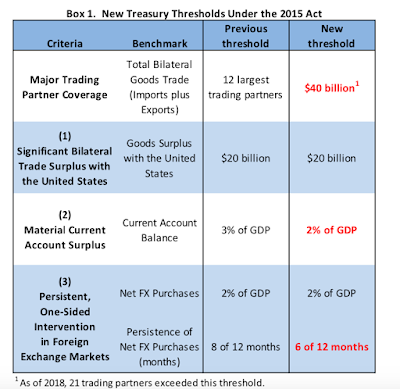 Box 1.  New Treasury Thresholds Under the 2015 Act
Criteria
Benchmark
Previous
threshold
New
threshold
Major Trading
Partner Coverage
Total Bilateral
Goods Trade
(Imports plus
Exports)
12 largest
trading partners
$40 billion¹
(1)
Significant Bilateral
Trade Surplus with
the United States
Goods Surplus
with the United
States
$20 billion
$20 billion
(2)
Material Current
Account Surplus
Current Account
Balance
3% of GDP
2% of GDP
(3)
Persistent,
One-Sided
Intervention
in Foreign
Exchange Markets
Net FX Purchases
2% of GDP
2% of GDP
Persistence of
Net FX Purchases
(months)
8 of 12 months
6 of 12 months
¹ As of 2018, 21 trading partners exceeded this threshold.